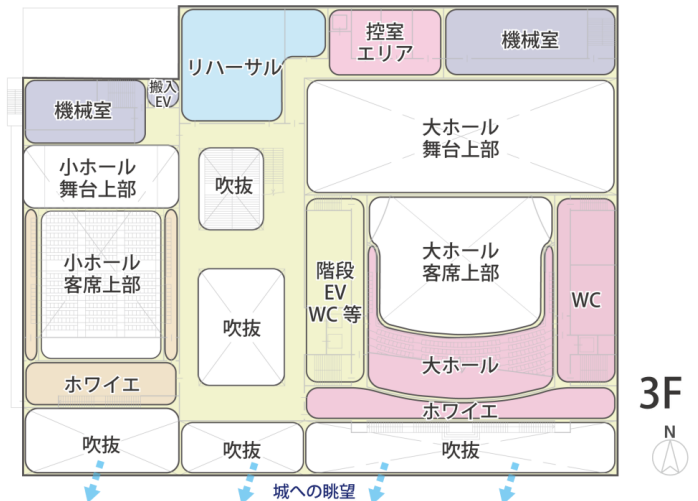 控室
エリア
機械室
リハーサル
搬入
EV
機械室
大ホール
舞台上部
小ホール
舞台上部
吹抜
大ホール
客席上部
小ホール
客席上部
階段
EV
WC 等
WC
吹抜
大ホール
ホワイエ
ホワイエ
3F
吹抜
吹抜
吹抜
N
城への眺望